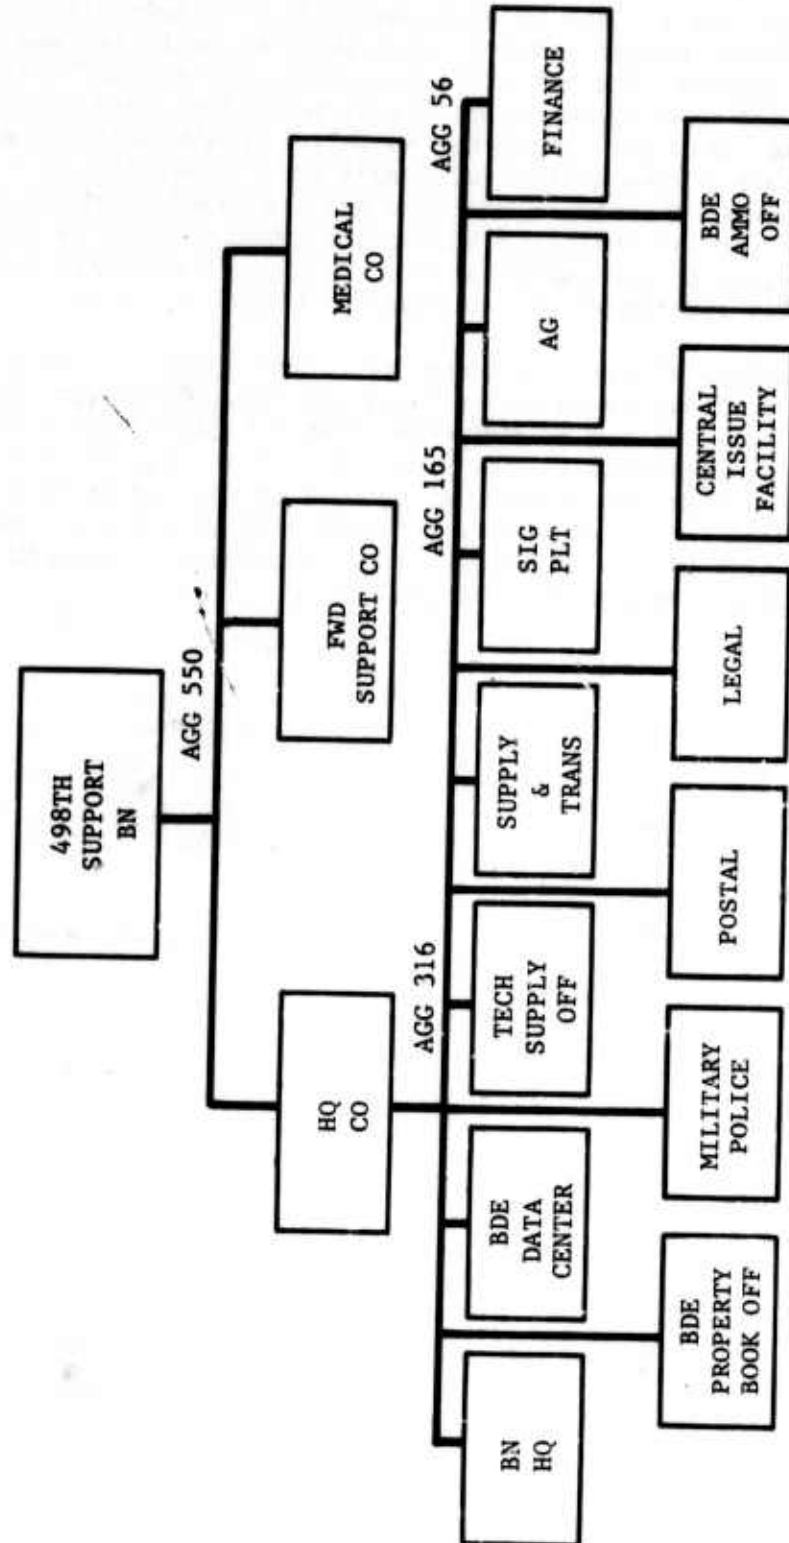 498TH
SUPPORT
BN
AGG 550
HQ
CO
FWD
SUPPORT CO
MEDICAL
CO
AGG 316
AGG 165
AGG 56
BN
HQ
BDE
DATA
CENTER
TECH
SUPPLY
OFF
SUPPLY
&
TRANS
SIG
PLT
AG
FINANCE
BDE
PROPERTY
BOOK OFF
MILITARY
POLICE
POSTAL
LEGAL
CENTRAL
ISSUE
FACILITY
BDE
AMMO
OFF